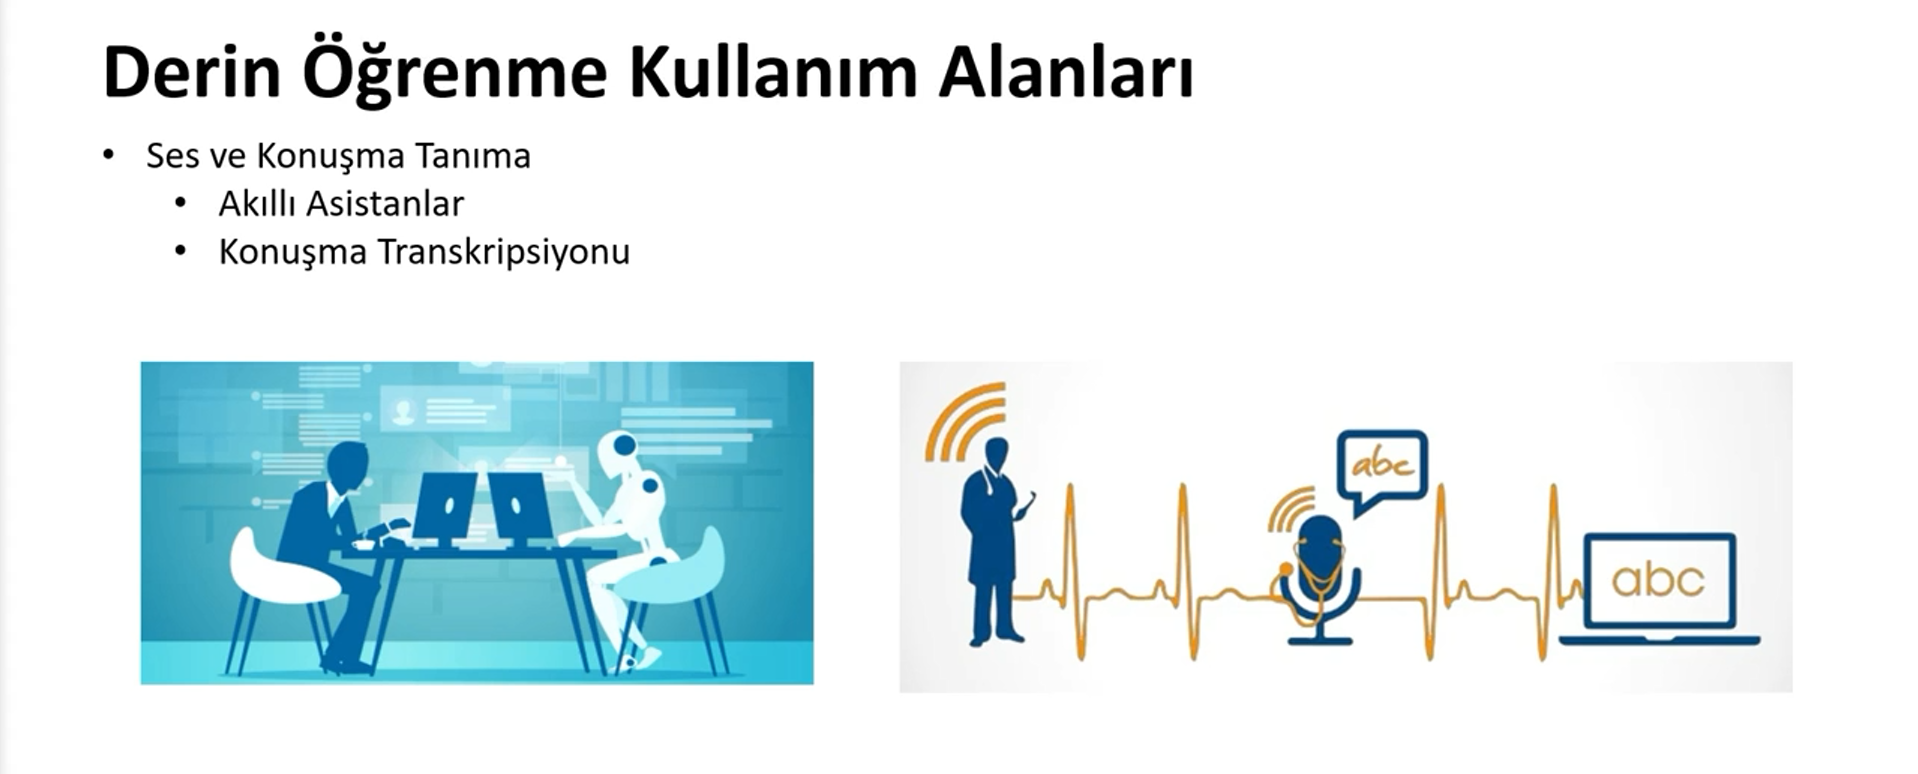 Derin Öğrenme Kullanım Alanları
• Ses ve Konuşma Tanıma
• Akıllı Asistanlar
• Konuşma Transkripsiyonu
abc
abc